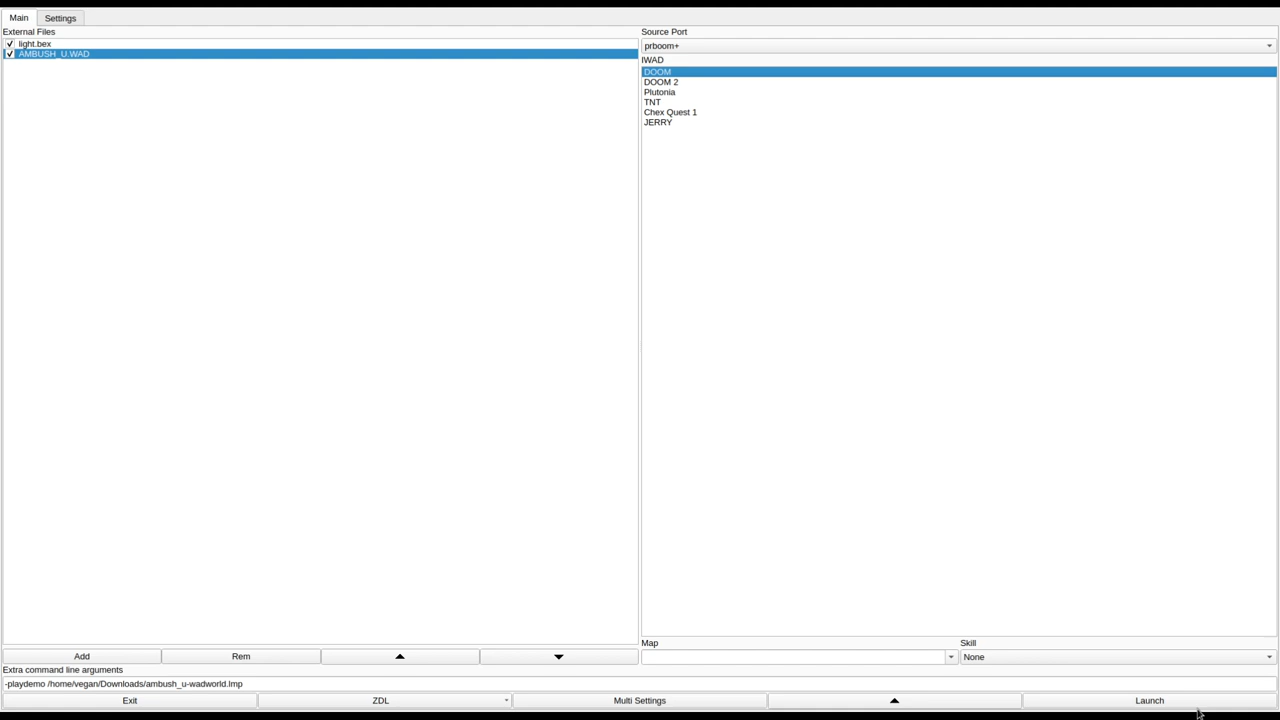 Main Settings
External Files
light.bex
AMBUSH_U.WAD
Source Port
prboom+
IWAD
DOOM
DOOM 2
Plutonia
TNT
Chex Quest 1
JERRY
Map Skill
None
Add Rem
Extra command line arguments
-playdemo /home/vegan/Downloads/ambush_u-wadworld.lmp
Exit ZDL Multi Settings Launch